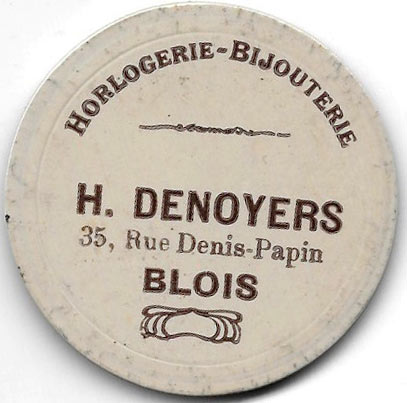 HORLOGERIE-BIJOUTERIE
H. DENOYERS
35, Rue Denis-Papin
BLOIS